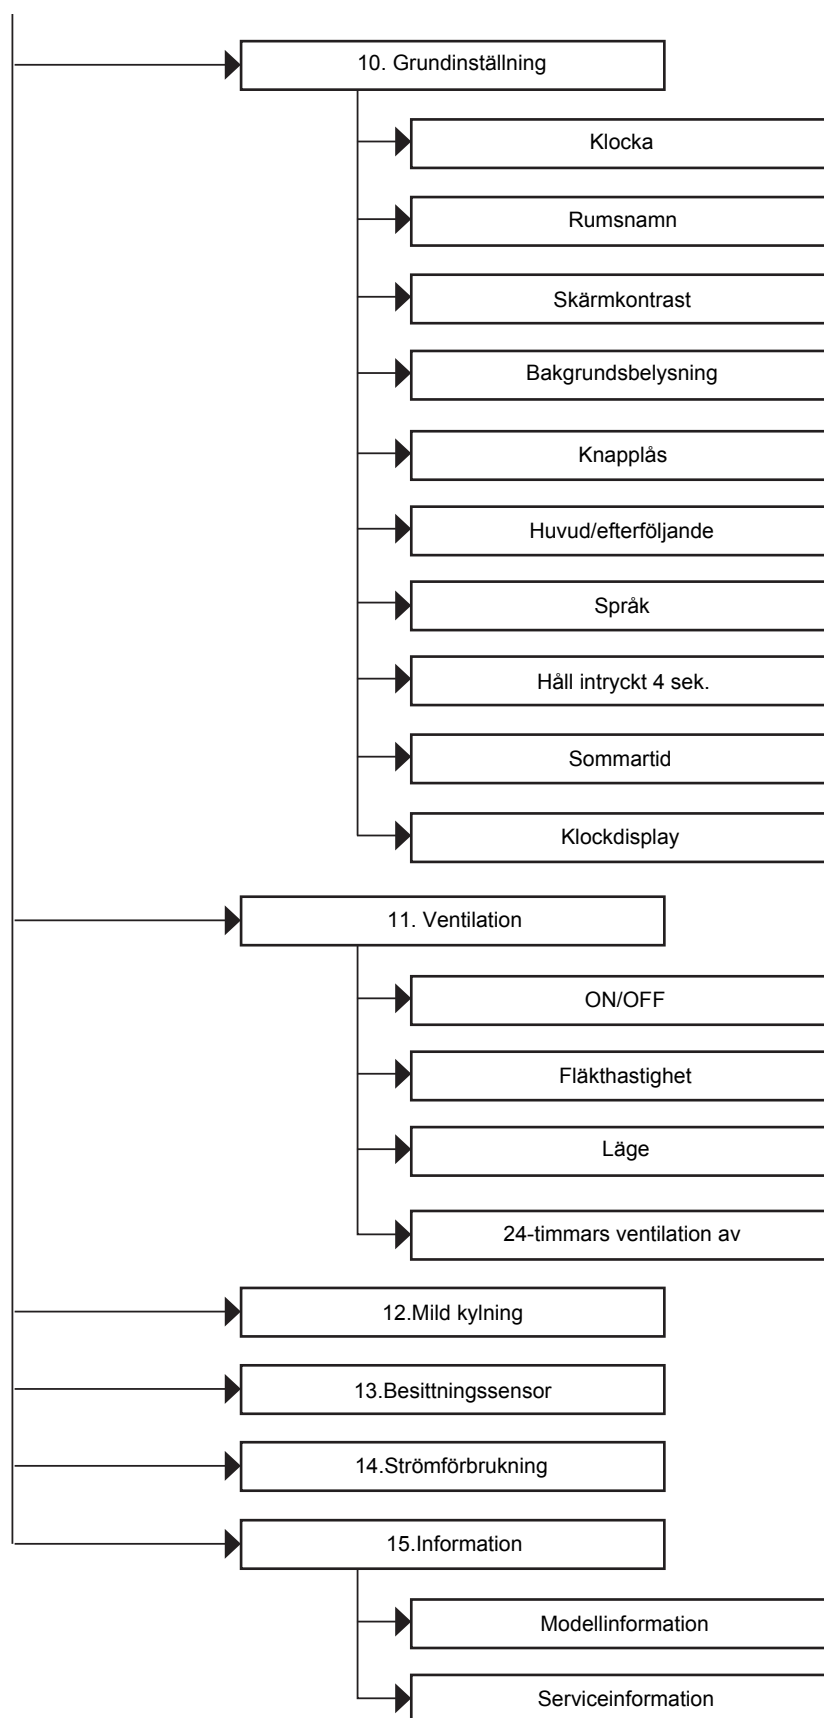 10. Grundinställning
Klocka
Rumsnamn
Skärmkontrast
Bakgrundsbelysning
Knapplås
Huvud/efterföljande
Språk
Håll intryckt 4 sek.
Sommartid
Klockdisplay
11. Ventilation
ON/OFF
Fläkthastighet
Läge
24-timmars ventilation av
12.Mild kylning
13.Besittningssensor
14.Strömförbrukning
15.Information
Modellinformation
Serviceinformation